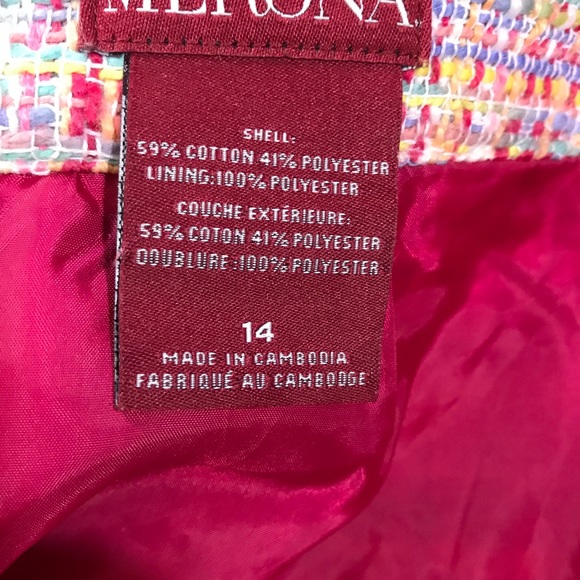 MERONA
SHELL:
59% COTTON 41% POLYESTER
LINING:100% POLYESTER
COUCHE EXTÉRIEURE:
59% COTON 41% POLYESTER
DOUBLURE :100% POLYESTER
14
MADE IN CAMBODIA
FABRIQUÉ AU CAMBODGE